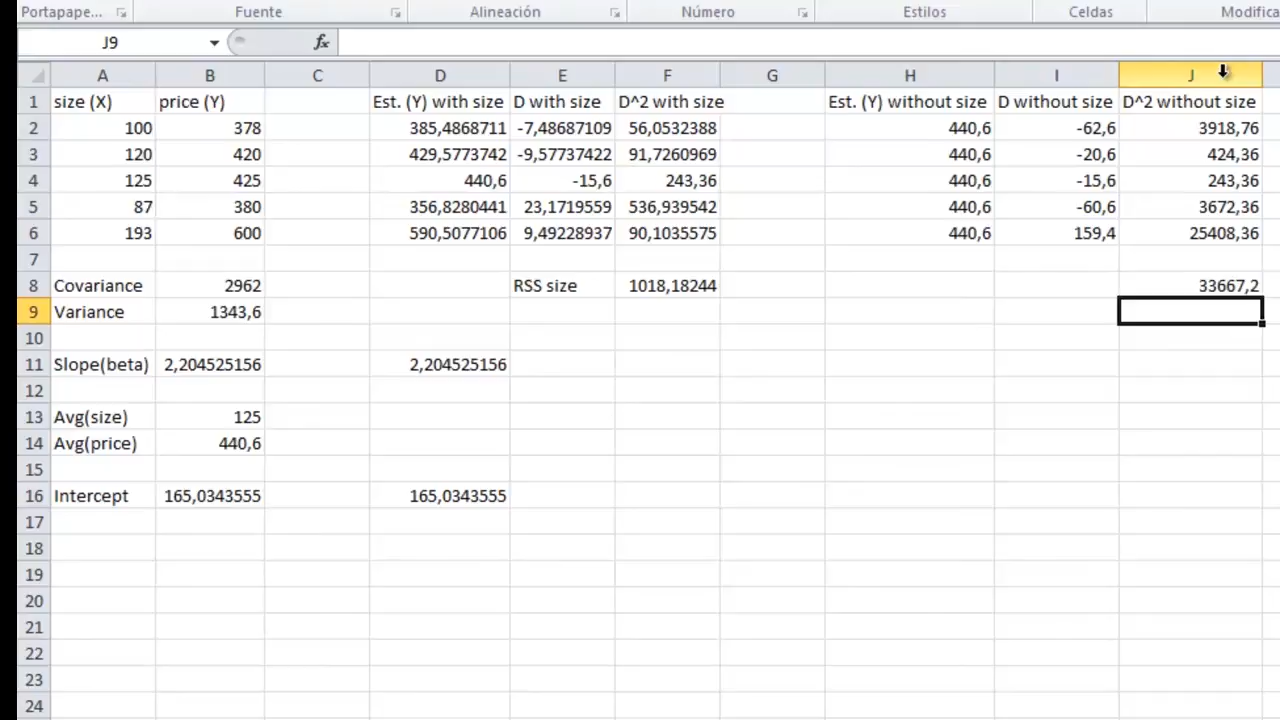 Portapape... Fuente Alineación Número Estilos Celdas Modifica
J9 fx
A B C D E F G H I J
1 size (X) price (Y) Est. (Y) with size D with size D^2 with size Est. (Y) without size D without size D^2 without size
2 100 378 385,4868711 -7,48687109 56,0532388 440,6 -62,6 3918,76
3 120 420 429,5773742 -9,57737422 91,7260969 440,6 -20,6 424,36
4 125 425 440,6 -15,6 243,36 440,6 -15,6 243,36
5 87 380 356,8280441 23,1719559 536,939542 440,6 -60,6 3672,36
6 193 600 590,5077106 9,49228937 90,1035575 440,6 159,4 25408,36
7
8 Covariance 2962 RSS size 1018,18244 33667,2
9 Variance 1343,6
10
11 Slope(beta) 2,204525156 2,204525156
12
13 Avg(size) 125
14 Avg(price) 440,6
15
16 Intercept 165,0343555 165,0343555
17
18
19
20
21
22
23
24